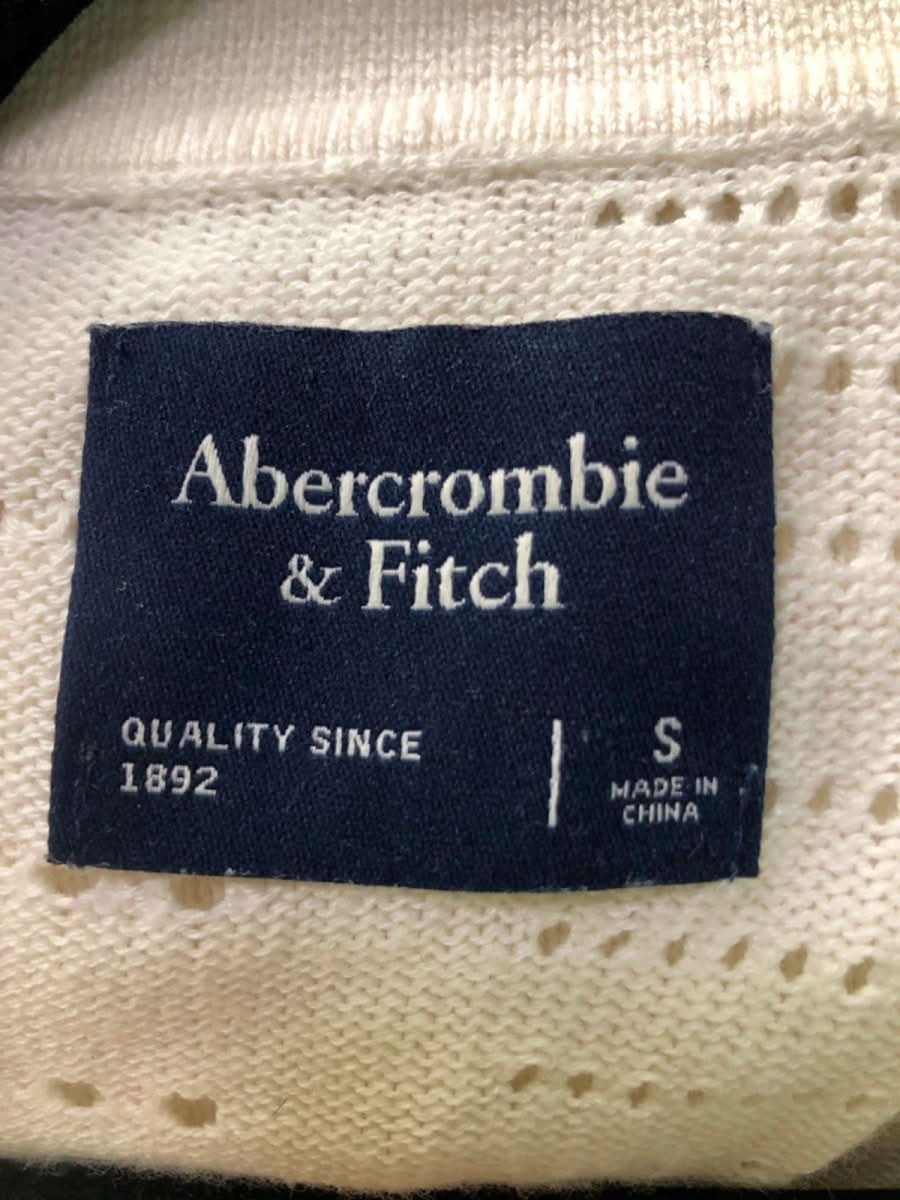 Abercrombie
& Fitch
QUALITY SINCE
1892
S
MADE IN
CHINA